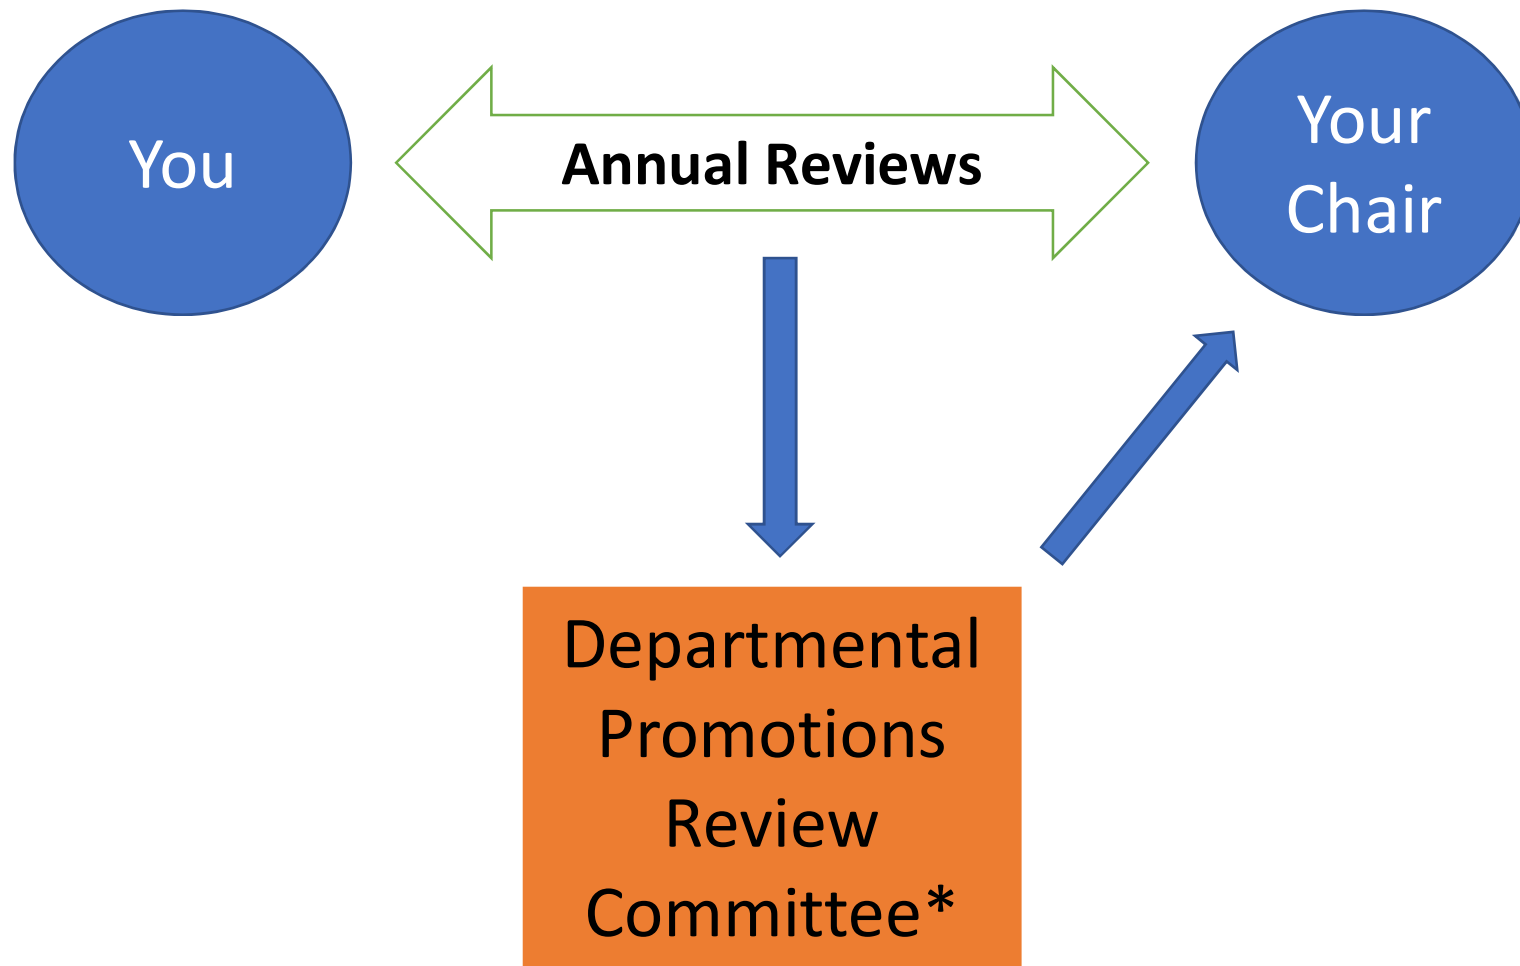 You
Annual Reviews
Your
Chair
Departmental
Promotions
Review
Committee*